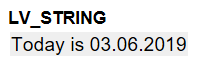 LV_STRING
Today is 03.06.2019